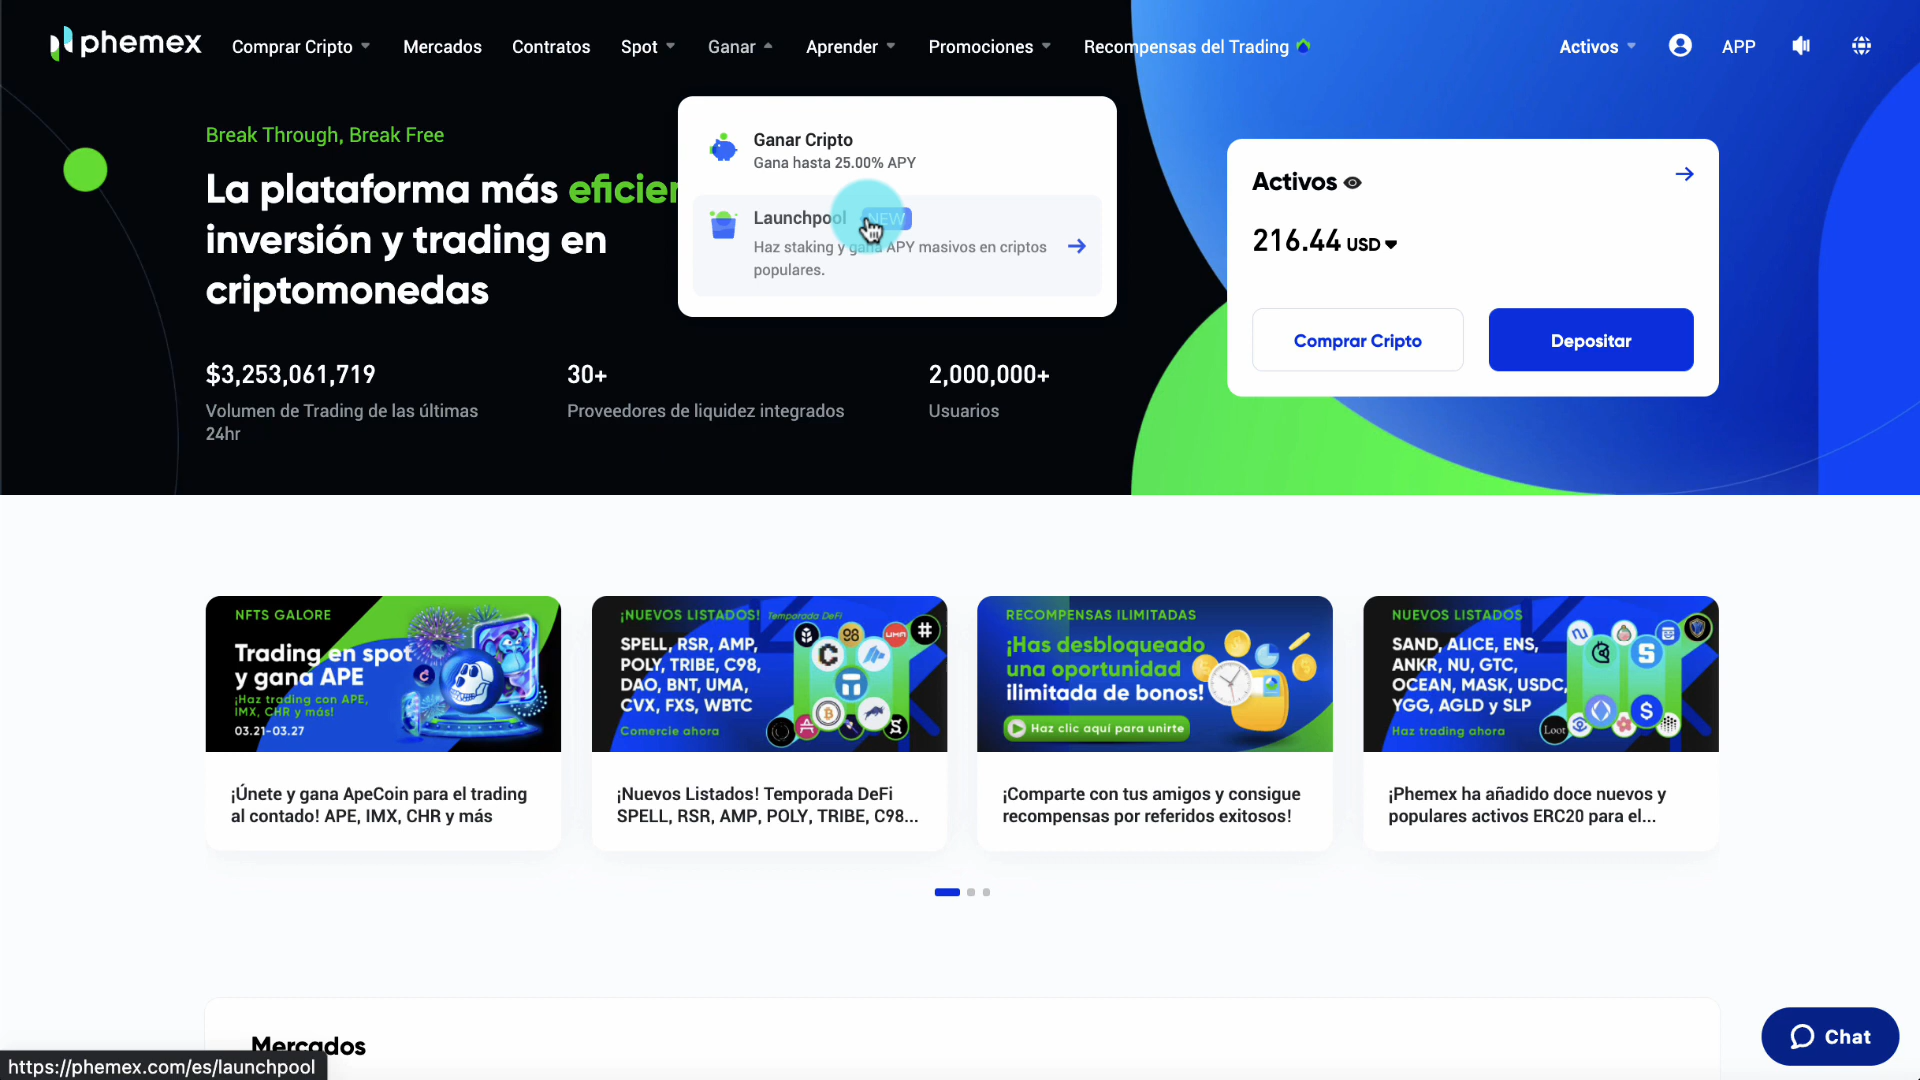 phemex
Comprar Cripto
Mercados
Contratos
Spot
Ganar
Aprender
Promociones
Recompensas del Trading
Activos
APP
Break Through, Break Free
La plataforma más eficien
inversión y trading en
criptomonedas
$3,253,061,719
Volumen de Trading de las últimas
24hr
30+
Proveedores de liquidez integrados
2,000,000+
Usuarios
Ganar Cripto
Gana hasta 25.00% APY
Launchpool NEW
Haz staking y gana APY masivos en criptos
populares.
Activos
216.44 USD
Comprar Cripto
Depositar
NFTS GALORE
Trading en spot
y gana APE
¡Haz trading con APE,
IMX, CHR y más!
03.21-03.27
¡Únete y gana ApeCoin para el trading
al contado! APE, IMX, CHR y más
¡NUEVOS LISTADOS! Temporada DeFi
SPELL, RSR, AMP,
POLY, TRIBE, C98,
DAO, BNT, UMA,
CVX, FXS, WBTC
Comercie ahora
98
UMA
¡Nuevos Listados! Temporada DeFi
SPELL, RSR, AMP, POLY, TRIBE, C98...
RECOMPENSAS ILIMITADAS
¡Has desbloqueado
una oportunidad
ilimitada de bonos!
Haz clic aquí para unirte
¡Comparte con tus amigos y consigue
recompensas por referidos exitosos!
NUEVOS LISTADOS
SAND, ALICE, ENS,
ANKR, NU, GTC,
OCEAN, MASK, USDC,
YGG, AGLD y SLP
Haz trading ahora
Loot
¡Phemex ha añadido doce nuevos y
populares activos ERC20 para el...
Mercados
Chat
https://phemex.com/es/launchpool